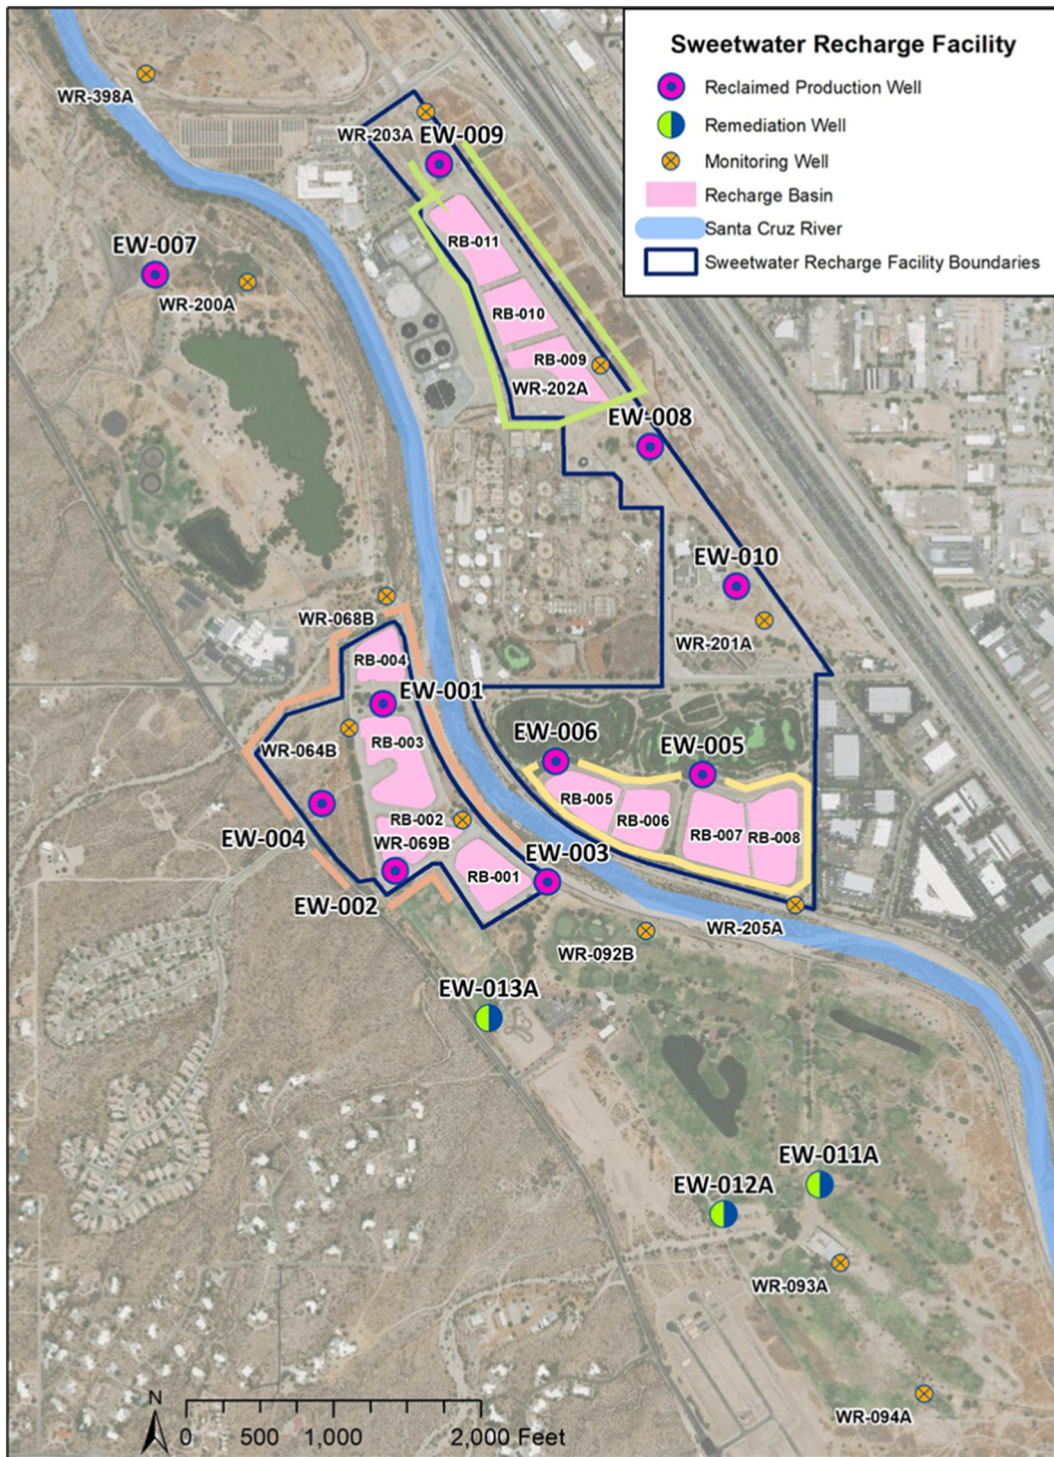 Sweetwater Recharge Facility
Reclaimed Production Well
Remediation Well
Monitoring Well
Recharge Basin
Santa Cruz River
Sweetwater Recharge Facility Boundaries
WR-398A
WR-203A
EW-009
EW-007
WR-200A
RB-011
RB-010
RB-009
WR-202A
EW-008
EW-010
WR-068B
WR-201A
RB-004
EW-001
EW-006
EW-005
WR-064B
RB-003
RB-005
RB-006
RB-007
RB-008
RB-002
EW-004
WR-069B
EW-003
RB-001
EW-002
WR-205A
WR-092B
EW-013A
EW-011A
EW-012A
WR-093A
WR-094A
N
0 500 1,000 2,000 Feet